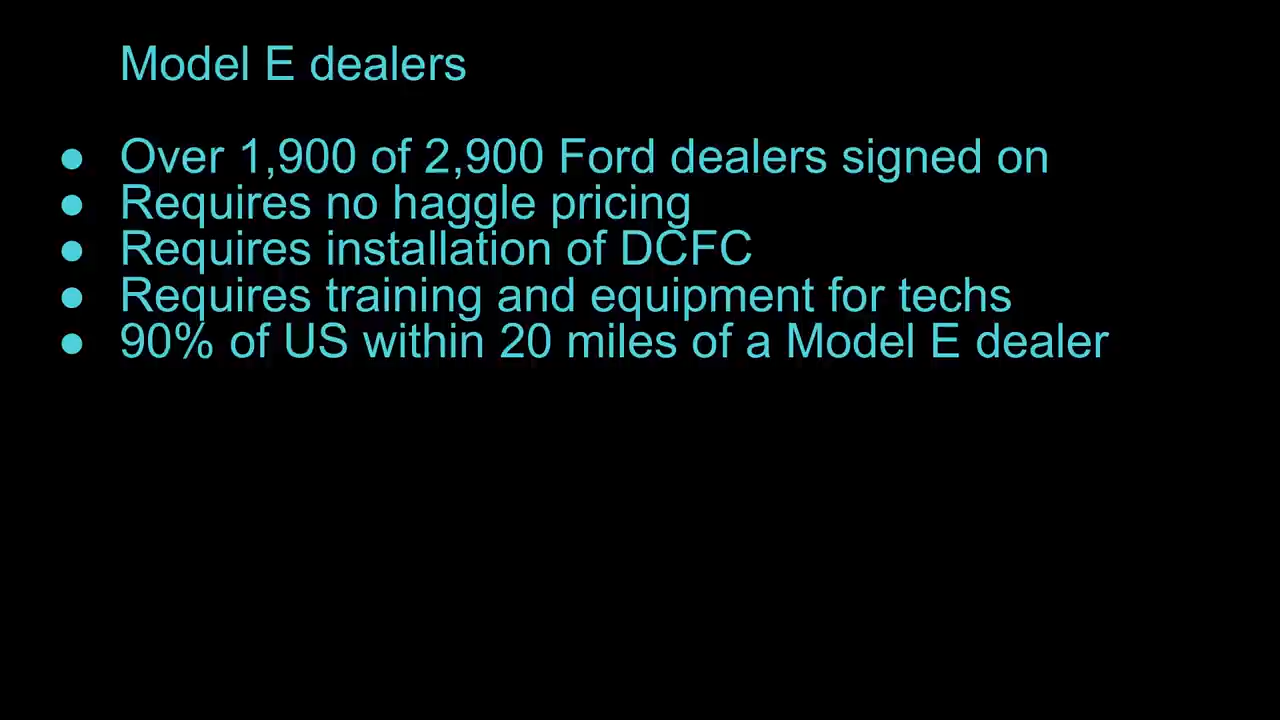 Model E dealers
● Over 1,900 of 2,900 Ford dealers signed on
● Requires no haggle pricing
● Requires installation of DCFC
● Requires training and equipment for techs
● 90% of US within 20 miles of a Model E dealer